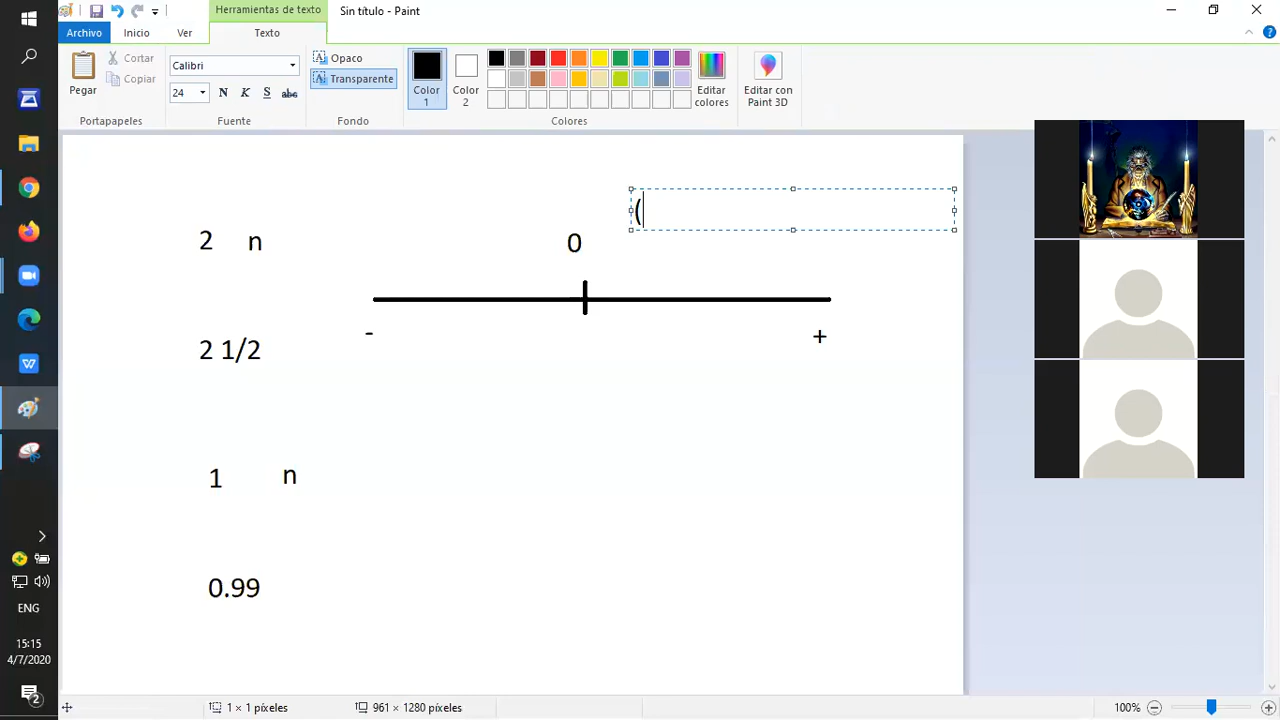 Herramientas de texto
Sin título - Paint
Archivo
Inicio
Ver
Texto
Pegar
Cortar
Copiar
Portapapeles
Calibri
24
N K S abc
Fuente
Opaco
Transparente
Fondo
Color 1
Color 2
Editar colores
Editar con Paint 3D
Colores
(
2 n
0
- +
2 1/2
1 n
0.99
ENG
15:15
4/7/2020
2
1 × 1 píxeles
961 × 1280 píxeles
100%